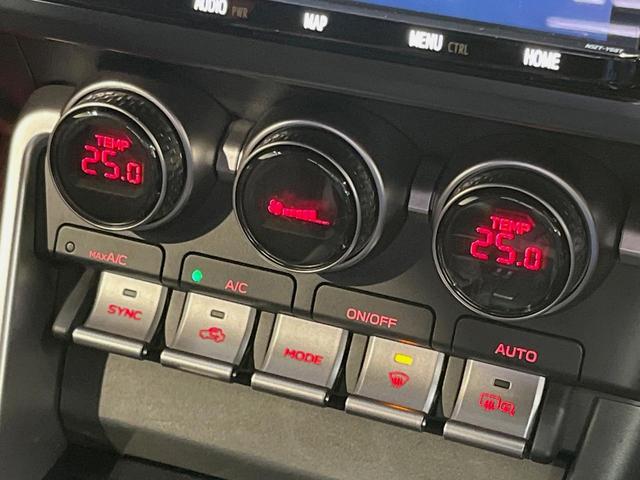 AUDIO PWR
MAP
MENU CTRL
HOME
TEMP
25.0
TEMP
25.0
MAX A/C
A/C
ON/OFF
AUTO
SYNC
MODE